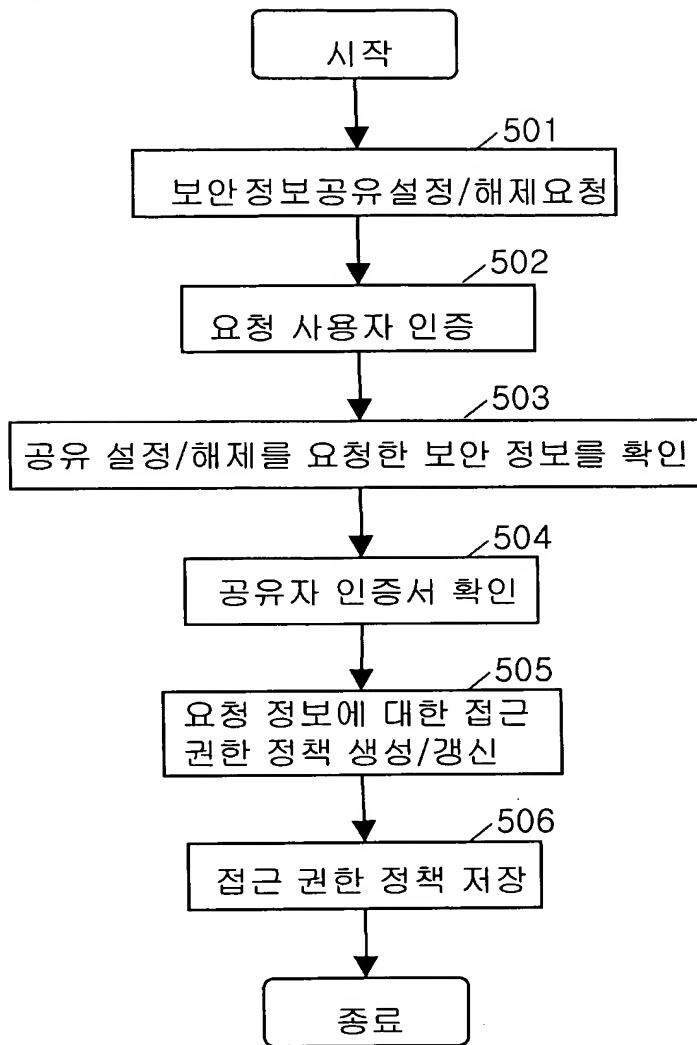 시작
501
보안정보공유설정/해제요청
502
요청 사용자 인증
503
공유 설정/해제를 요청한 보안 정보를 확인
504
공유자 인증서 확인
505
요청 정보에 대한 접근
권한 정책 생성/갱신
506
접근 권한 정책 저장
종료